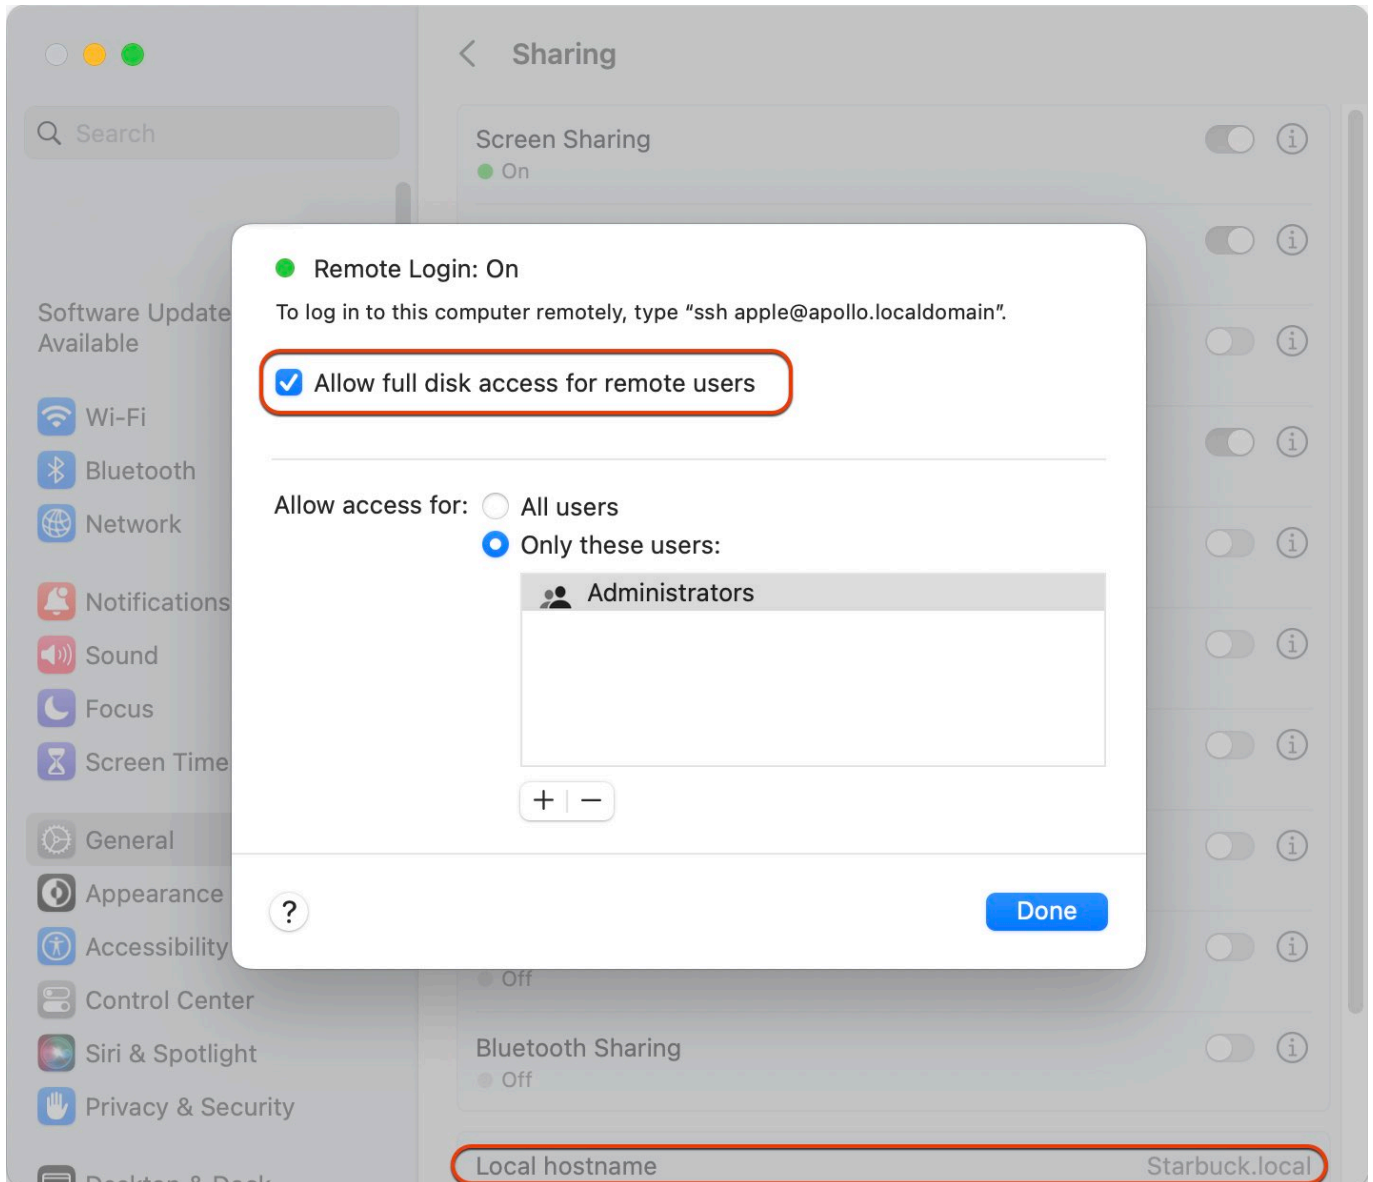 Search
Software Update
Available
Wi-Fi
Bluetooth
Network
Notifications
Sound
Focus
Screen Time
General
Appearance
Accessibility
Control Center
Siri & Spotlight
Privacy & Security
Desktop & Dock
Sharing
Screen Sharing
On
Remote Login: On
To log in to this computer remotely, type “ssh apple@apollo.localdomain”.
Allow full disk access for remote users
Allow access for:
All users
Only these users:
Administrators
+ −
?
Done
Off
Bluetooth Sharing
Off
Local hostname
Starbuck.local